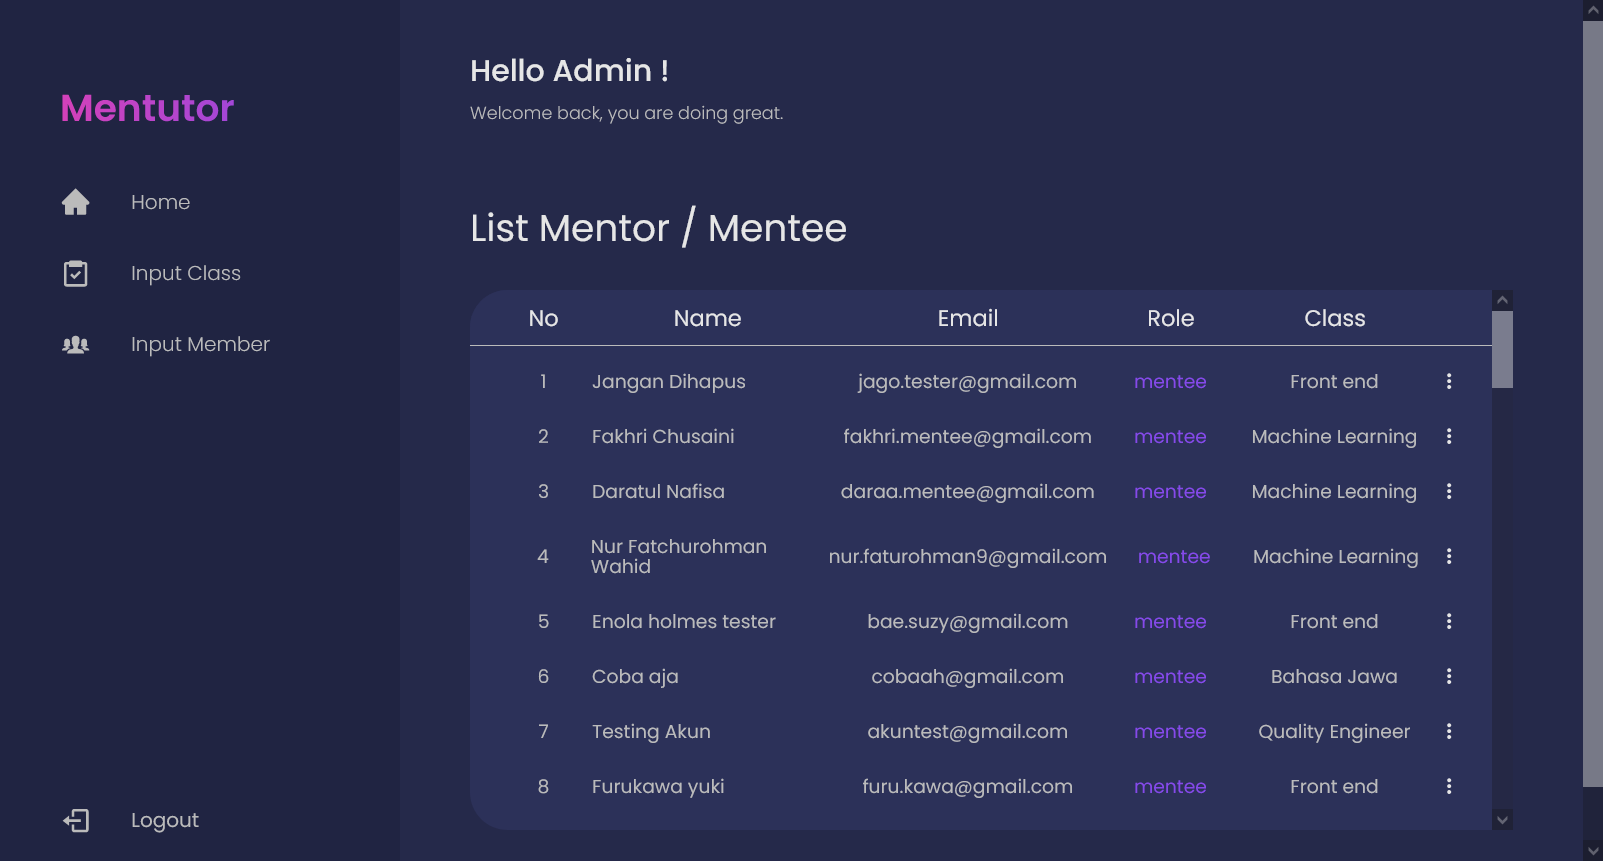 Mentutor
Home
Input Class
Input Member
Logout
Hello Admin !
Welcome back, you are doing great.
List Mentor / Mentee
No Name Email Role Class
1 Jangan Dihapus jago.tester@gmail.com mentee Front end
2 Fakhri Chusaini fakhri.mentee@gmail.com mentee Machine Learning
3 Daratul Nafisa daraa.mentee@gmail.com mentee Machine Learning
4 Nur Fatchurohman Wahid nur.faturohman9@gmail.com mentee Machine Learning
5 Enola holmes tester bae.suzy@gmail.com mentee Front end
6 Coba aja cobaah@gmail.com mentee Bahasa Jawa
7 Testing Akun akuntest@gmail.com mentee Quality Engineer
8 Furukawa yuki furu.kawa@gmail.com mentee Front end